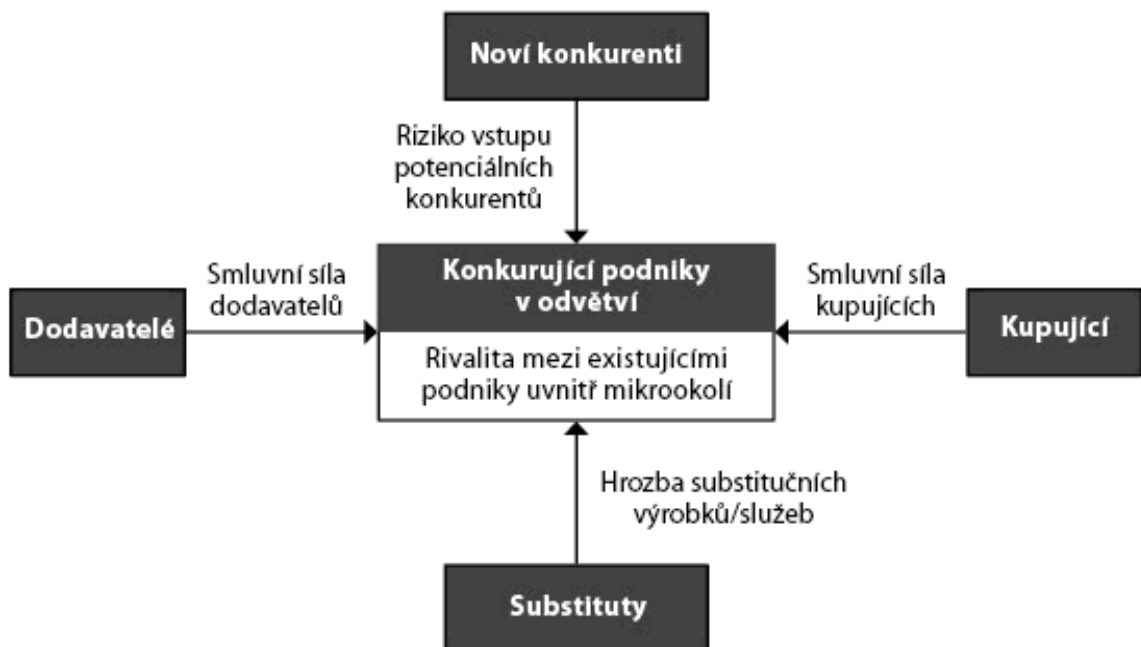 Noví konkurenti
Riziko vstupu
potenciálních
konkurentů
Smluvní síla
dodavatelů
Konkurující podniky
v odvětví
Smluvní síla
kupujících
Dodavatelé
Kupující
Rivalita mezi existujícími
podniky uvnitř mikrookolí
Hrozba substitučních
výrobků/služeb
Substituty